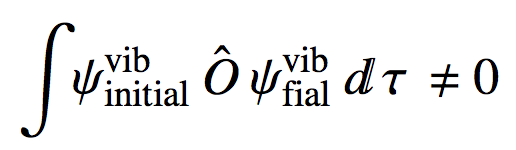 ∫ψ^vib_initial Ô ψ^vib_fial ⅆτ ≠ 0